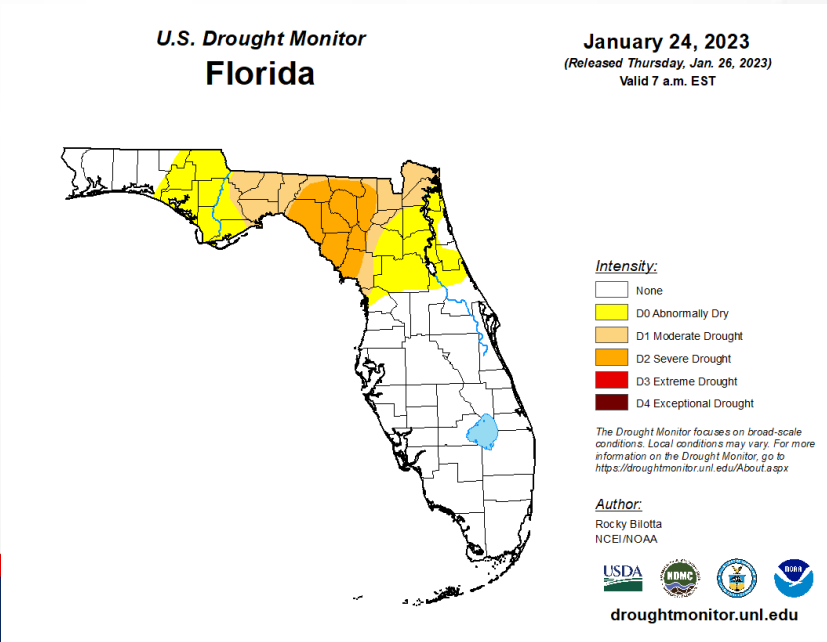 U.S. Drought Monitor
Florida
January 24, 2023
(Released Thursday, Jan. 26, 2023)
Valid 7 a.m. EST
Intensity:
None
D0 Abnormally Dry
D1 Moderate Drought
D2 Severe Drought
D3 Extreme Drought
D4 Exceptional Drought
The Drought Monitor focuses on broad-scale
conditions. Local conditions may vary. For more
information on the Drought Monitor, go to
https://droughtmonitor.unl.edu/About.aspx
Author:
Rocky Bilotta
NCEI/NOAA
USDA
NDMC
NOAA
droughtmonitor.unl.edu